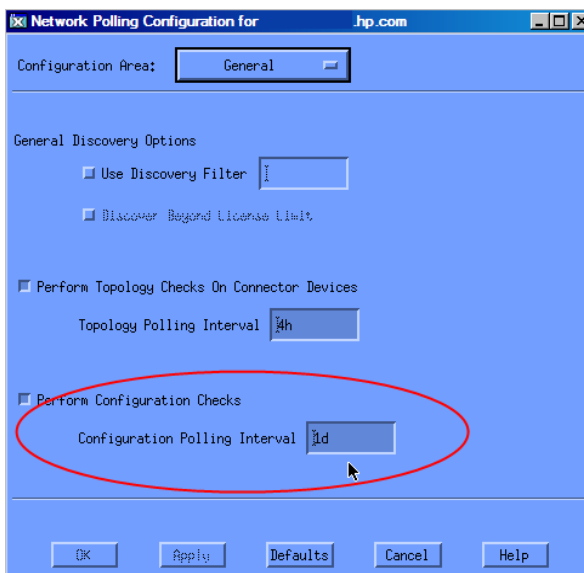 Network Polling Configuration for .hp.com
Configuration Area: General
General Discovery Options
Use Discovery Filter
Discover Beyond License Limit
Perform Topology Checks On Connector Devices
Topology Polling Interval 4h
Perform Configuration Checks
Configuration Polling Interval 1d
OK Apply Defaults Cancel Help